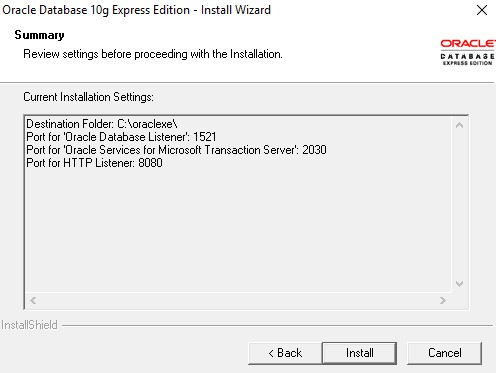 Oracle Database 10g Express Edition - Install Wizard
Summary
Review settings before proceeding with the Installation.
ORACLE
DATABASE
EXPRESS EDITION
Current Installation Settings:
Destination Folder: C:\oraclexe\
Port for 'Oracle Database Listener': 1521
Port for 'Oracle Services for Microsoft Transaction Server': 2030
Port for HTTP Listener: 8080
InstallShield
< Back
Install
Cancel